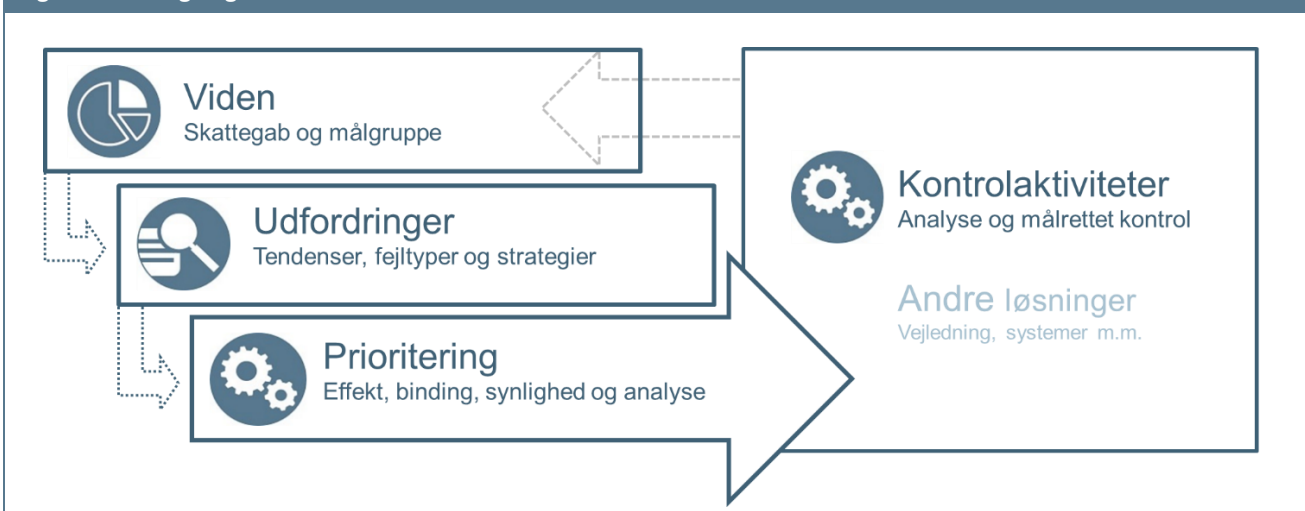 Viden
Skattegab og målgruppe
Udfordringer
Tendenser, fejltyper og strategier
Prioritering
Effekt, binding, synlighed og analyse
Kontrolaktiviteter
Analyse og målrettet kontrol
Andre løsninger
Vejledning, systemer m.m.